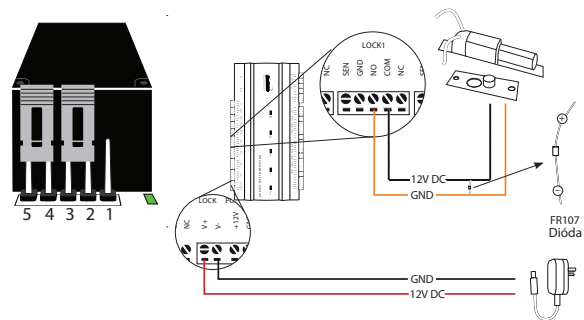 5 4 3 2 1
LOCK1
NC SEN GND NO COM NC
12V DC
GND
FR107
Dióda
LOCK
NC V+ V- +12V
GND
12V DC